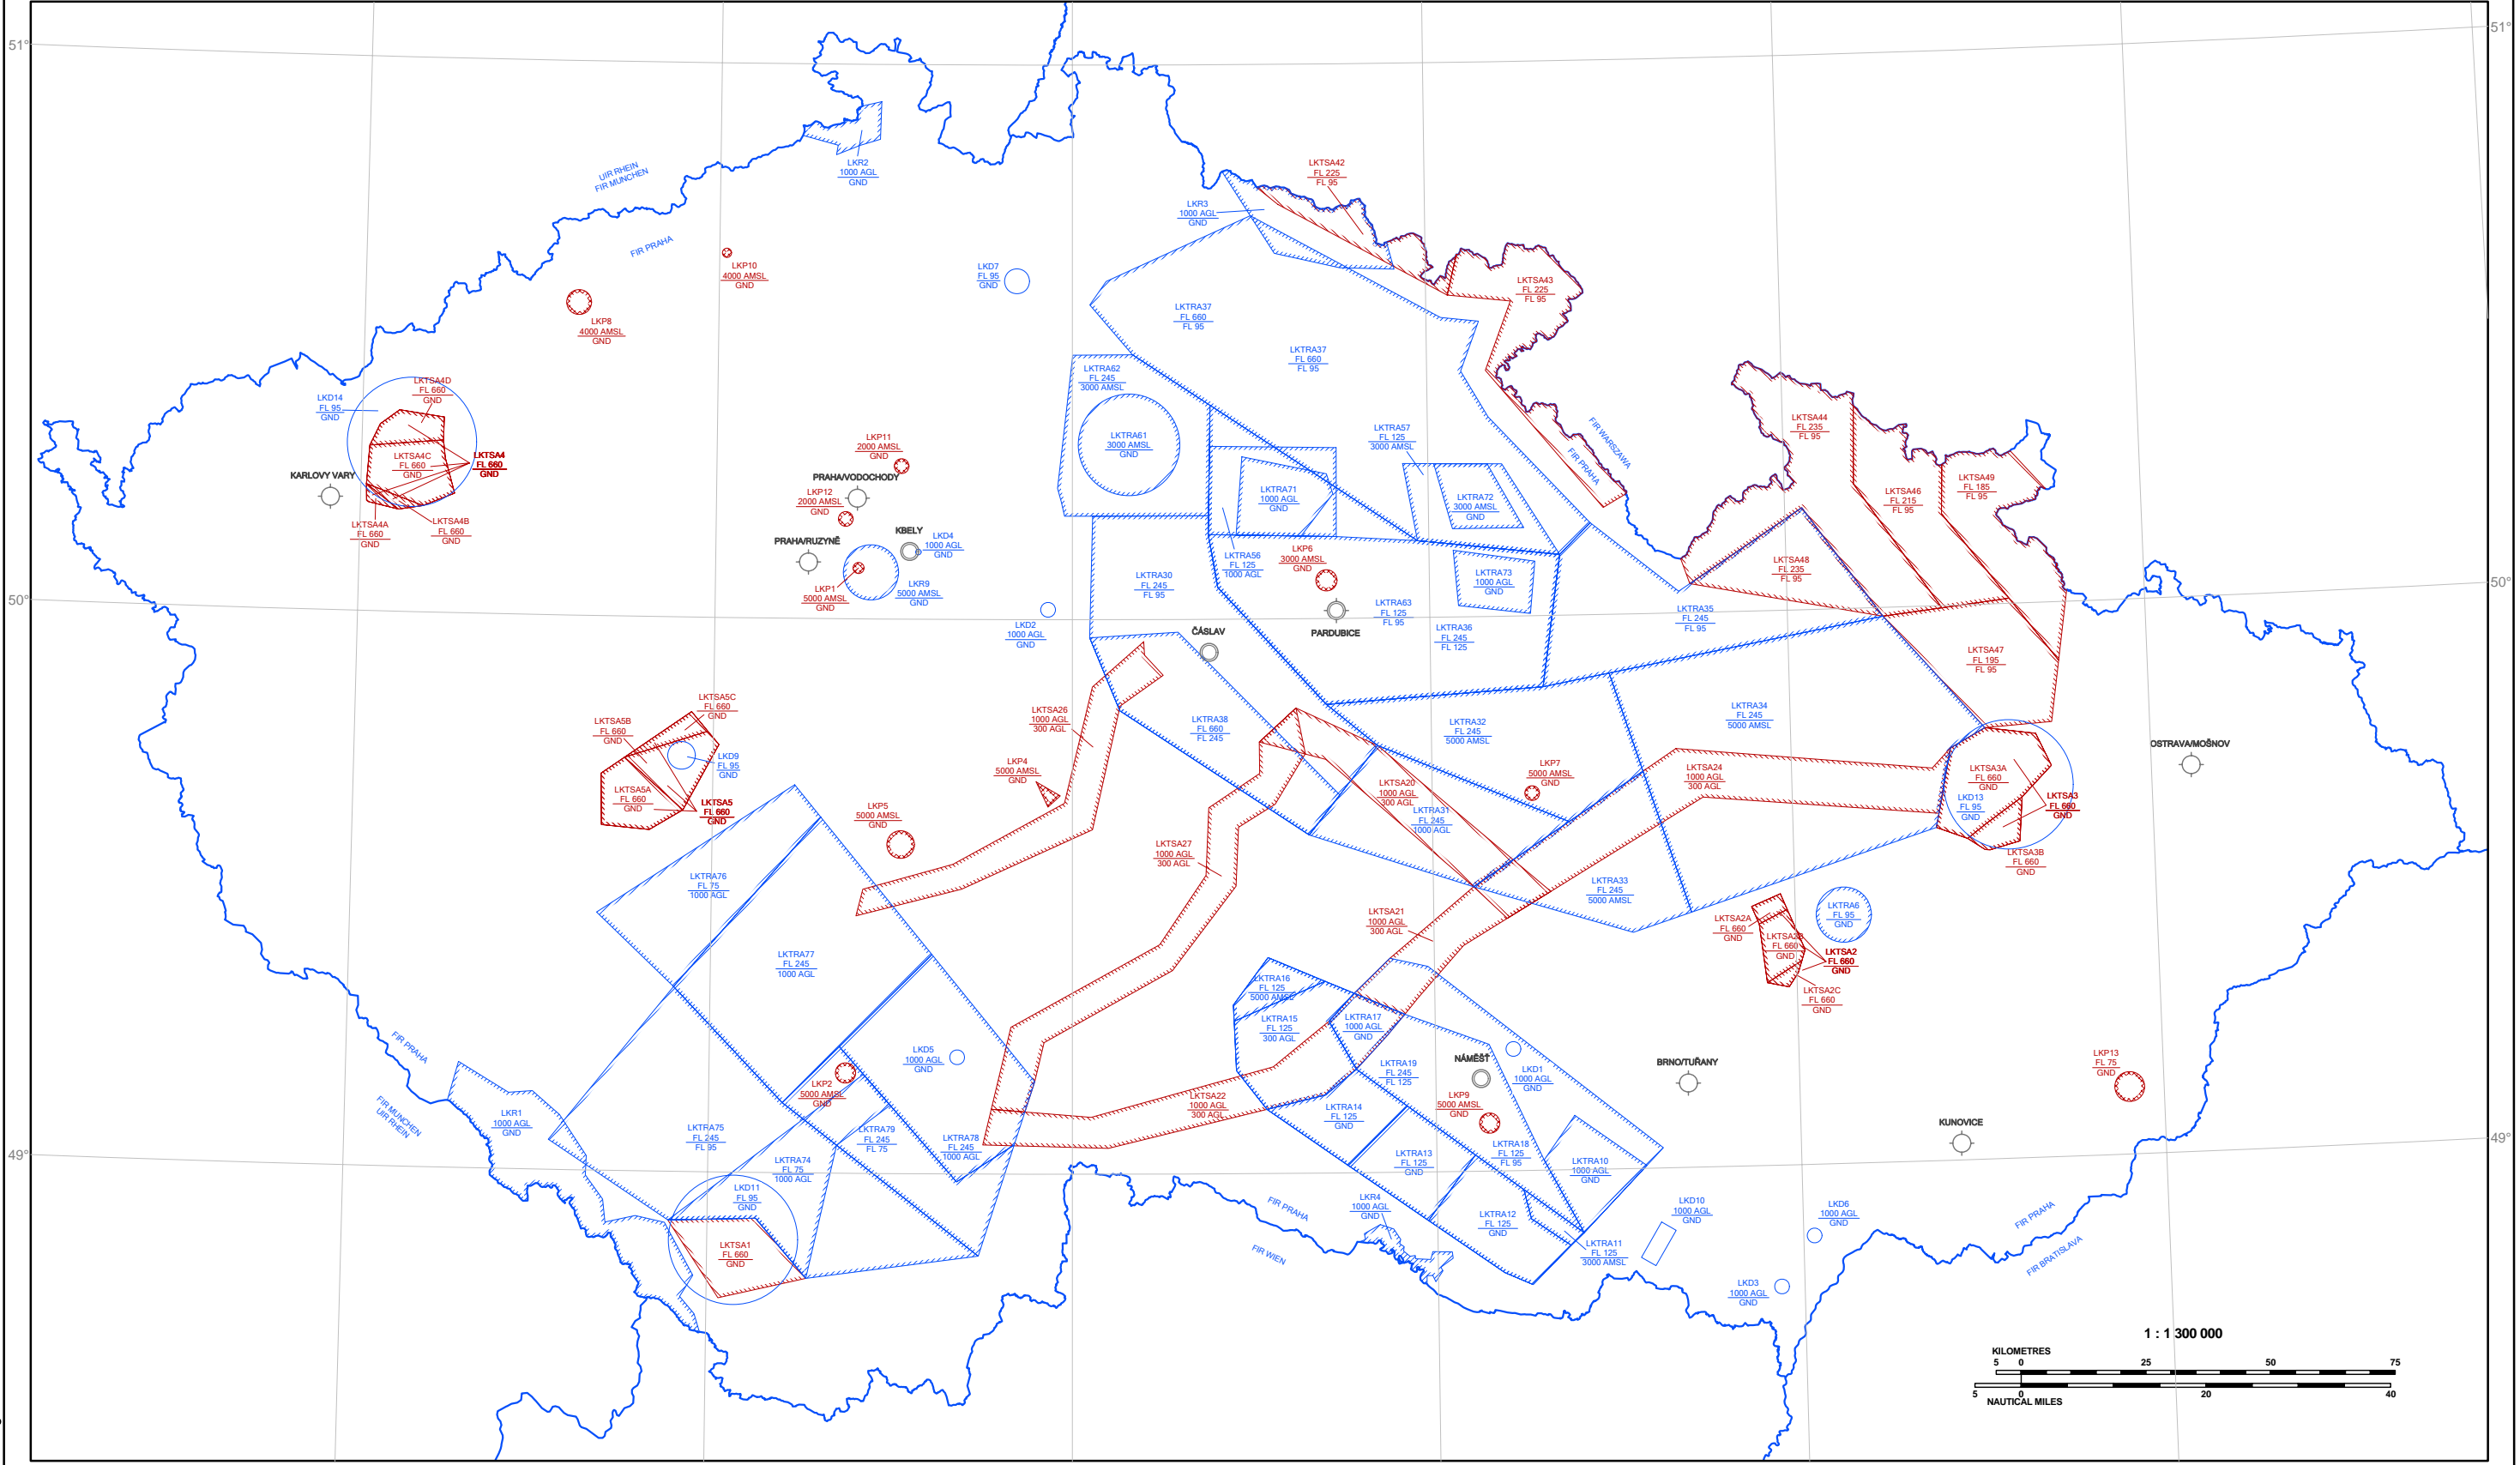 51°
51°
UIR RHEIN
FIR MUNCHEN
FIR PRAHA
LKR2
1000 AGL
GND
LKTSA42
FL 225
FL 95
LKR3
1000 AGL
GND
LKP10
4000 AMSL
GND
LKD7
FL 95
GND
LKTSA43
FL 225
FL 95
LKP8
4000 AMSL
GND
LKTRA37
FL 660
FL 95
LKTRA37
FL 660
FL 95
LKTRA62
FL 245
3000 AMSL
LKTSA4D
FL 660
GND
LKD14
FL 95
GND
LKTSA4C
FL 660
GND
LKTSA4
FL 660
GND
LKTSA4A
FL 660
GND
LKTSA4B
FL 660
GND
KARLOVY VARY
LKP11
2000 AMSL
GND
PRAHA/VODOCHODY
LKP12
2000 AMSL
GND
PRAHA/RUZYNĚ
KBELY
LKD4
1000 AGL
GND
LKP1
5000 AMSL
GND
LKR9
5000 AMSL
GND
LKTRA61
3000 AMSL
GND
LKTRA57
FL 125
3000 AMSL
LKTRA71
1000 AGL
GND
LKTRA72
3000 AMSL
GND
FIR WARSZAWA
FIR PRAHA
LKTSA44
FL 235
FL 95
LKTSA46
FL 215
FL 95
LKTSA49
FL 185
FL 95
LKTSA48
FL 235
FL 95
LKTRA56
FL 125
1000 AGL
LKP6
3000 AMSL
GND
LKTRA73
1000 AGL
GND
LKTRA30
FL 245
FL 95
50°
50°
LKD2
1000 AGL
GND
ČÁSLAV
PARDUBICE
LKTRA63
FL 125
FL 95
LKTRA36
FL 245
FL 125
LKTRA35
FL 245
FL 95
LKTSA47
FL 195
FL 95
LKTSA5C
FL 660
GND
LKTSA5B
FL 660
GND
LKD9
FL 95
GND
LKTSA5A
FL 660
GND
LKTSA5
FL 660
GND
LKTSA26
1000 AGL
300 AGL
LKTRA38
FL 660
FL 245
LKTRA32
FL 245
5000 AMSL
LKTRA34
FL 245
5000 AMSL
OSTRAVA/MOŠNOV
LKP4
5000 AMSL
GND
LKP5
5000 AMSL
GND
LKTSA20
1000 AGL
300 AGL
LKP7
5000 AMSL
GND
LKTSA24
1000 AGL
300 AGL
LKTSA3A
FL 660
GND
LKD13
FL 95
GND
LKTSA3
FL 660
GND
LKTSA3B
FL 660
GND
LKTRA31
FL 245
1000 AGL
LKTSA27
1000 AGL
300 AGL
LKTRA76
FL 75
1000 AGL
LKTRA33
FL 245
5000 AMSL
LKTSA21
1000 AGL
300 AGL
LKTSA2A
FL 660
GND
LKTSA2B
FL 660
GND
LKTSA2
FL 660
GND
LKTSA2C
FL 660
GND
LKTRA6
FL 95
GND
LKTRA77
FL 245
1000 AGL
LKTRA16
FL 125
5000 AMSL
LKTRA15
FL 125
300 AGL
LKTRA17
1000 AGL
GND
LKTRA19
FL 245
FL 125
NÁMĚŠŤ
LKD1
1000 AGL
GND
BRNO/TUŘANY
LKP13
FL 75
GND
FIR PRAHA
FIR MUNCHEN
UIR RHEIN
LKD5
1000 AGL
GND
LKP2
5000 AMSL
GND
LKR1
1000 AGL
GND
LKTRA75
FL 245
FL 95
LKTRA79
FL 245
FL 75
LKTRA78
FL 245
1000 AGL
LKTRA74
FL 75
1000 AGL
LKTSA22
1000 AGL
300 AGL
LKTRA14
FL 125
GND
LKP9
5000 AMSL
GND
KUNOVICE
49°
49°
LKTRA13
FL 125
GND
LKTRA18
FL 125
FL 95
LKTRA10
1000 AGL
GND
LKD11
FL 95
GND
LKTSA1
FL 660
GND
FIR PRAHA
FIR WIEN
LKR4
1000 AGL
GND
LKTRA12
FL 125
GND
LKTRA11
FL 125
3000 AMSL
LKD10
1000 AGL
GND
LKD6
1000 AGL
GND
LKD3
1000 AGL
GND
FIR PRAHA
FIR BRATISLAVA
1 : 1 300 000
KILOMETRES
5 0 25 50 75
5 0 20 40
NAUTICAL MILES